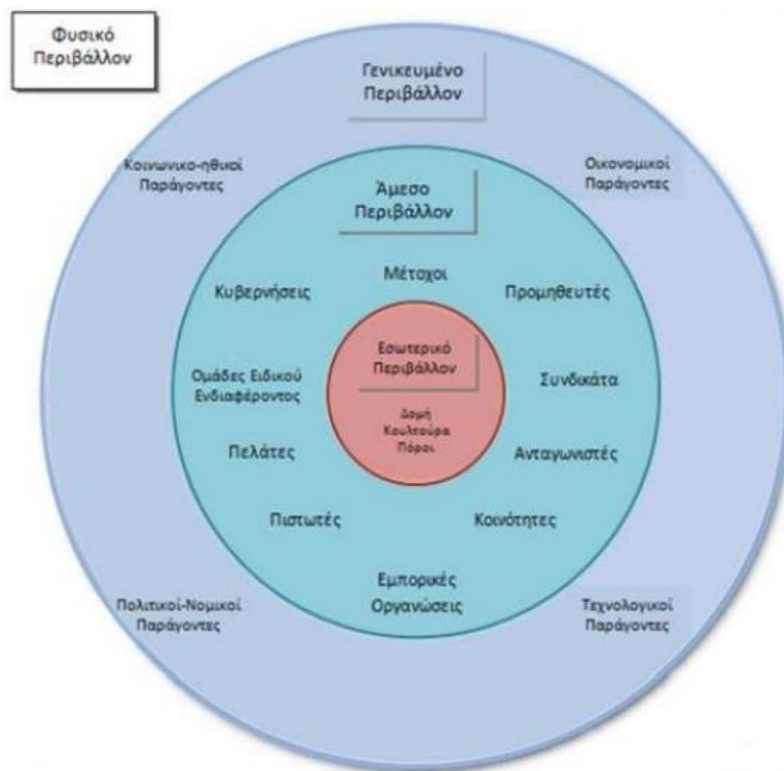 Φυσικό
Περιβάλλον
Γενικευμένο
Περιβάλλον
Κοινωνικο-ηθικοί
Παράγοντες
Οικονομικοί
Παράγοντες
Άμεσο
Περιβάλλον
Μέτοχοι
Κυβερνήσεις
Προμηθευτές
Εσωτερικό
Περιβάλλον
Ομάδες Ειδικού
Ενδιαφέροντος
Συνδικάτα
Δομή
Κουλτούρα
Πόροι
Πελάτες
Ανταγωνιστές
Πιστωτές
Κοινότητες
Εμπορικές
Οργανώσεις
Πολιτικοί-Νομικοί
Παράγοντες
Τεχνολογικοί
Παράγοντες